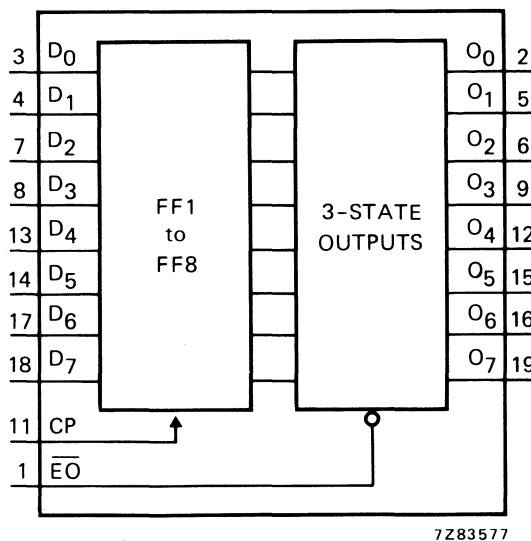 3 D₀ O₀ 2
4 D₁ O₁ 5
7 D₂ O₂ 6
8 D₃ O₃ 9
13 D₄ O₄ 12
14 D₅ O₅ 15
17 D₆ O₆ 16
18 D₇ O₇ 19
FF1
to
FF8
3-STATE
OUTPUTS
11 CP
1 E̅O̅
7Z83577